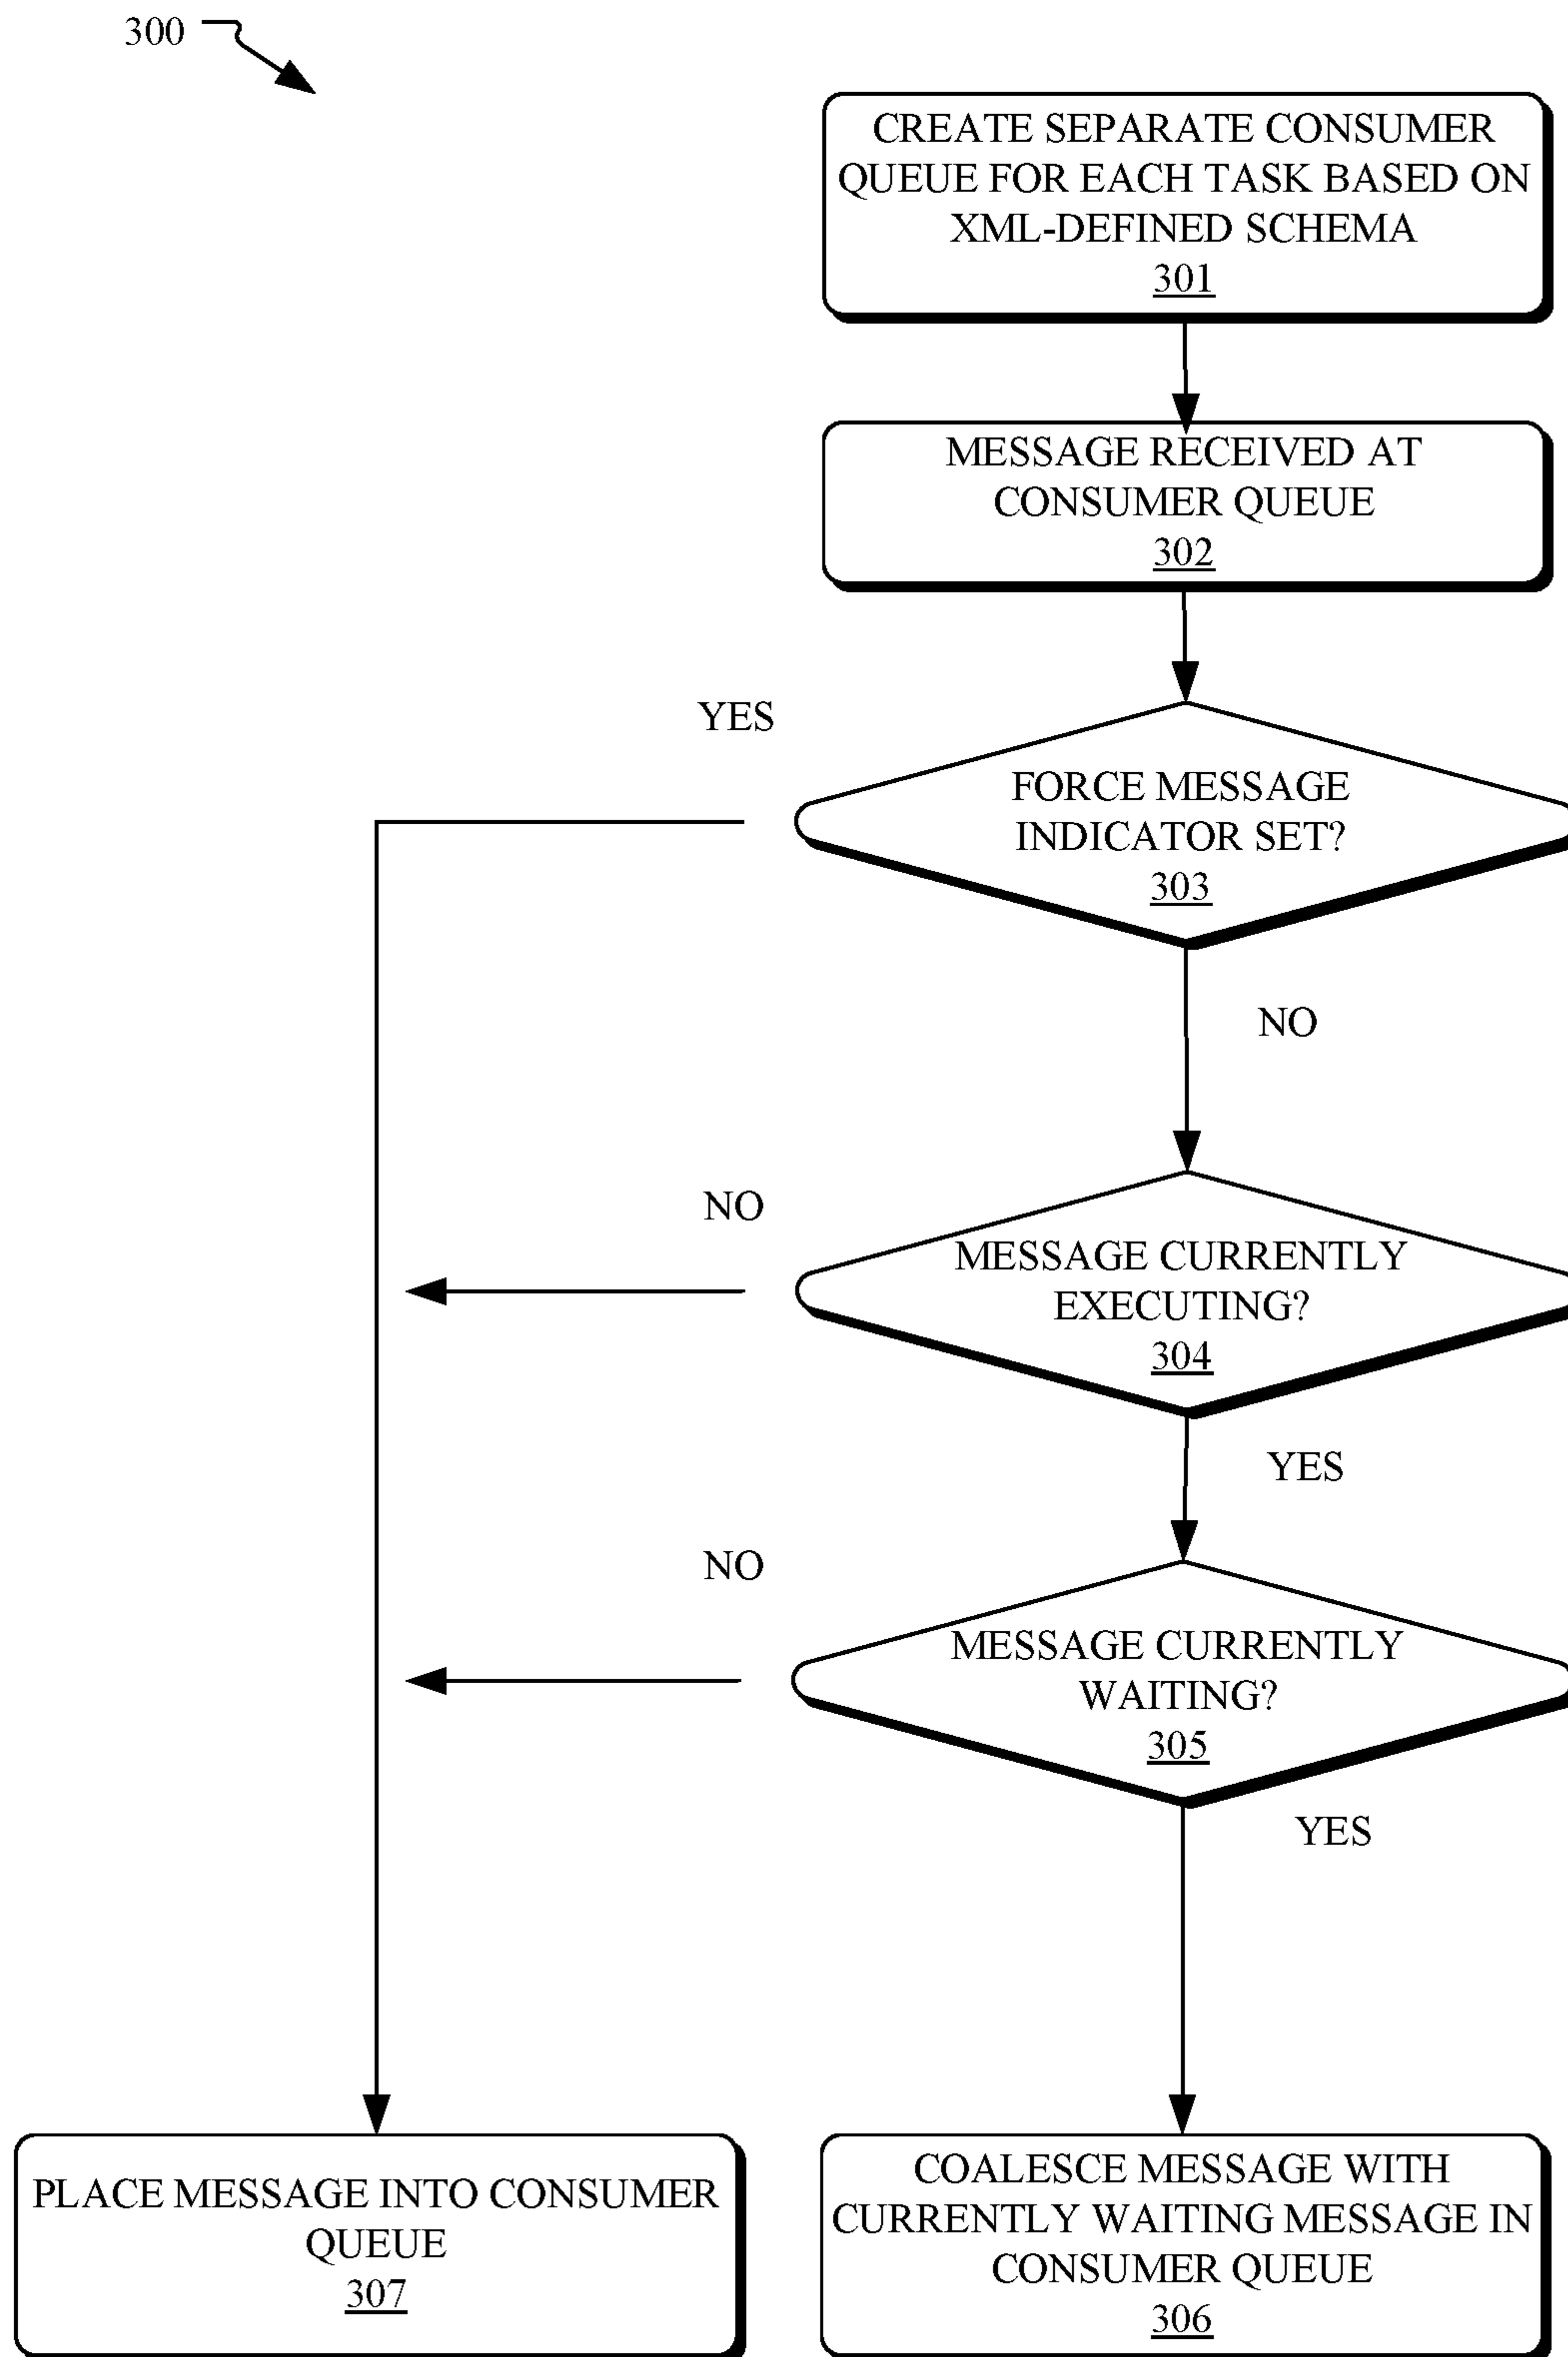 300
CREATE SEPARATE CONSUMER
QUEUE FOR EACH TASK BASED ON
XML-DEFINED SCHEMA
301
MESSAGE RECEIVED AT
CONSUMER QUEUE
302
YES
FORCE MESSAGE
INDICATOR SET?
303
NO
NO
MESSAGE CURRENTLY
EXECUTING?
304
YES
NO
MESSAGE CURRENTLY
WAITING?
305
YES
PLACE MESSAGE INTO CONSUMER
QUEUE
307
COALESCE MESSAGE WITH
CURRENTLY WAITING MESSAGE IN
CONSUMER QUEUE
306